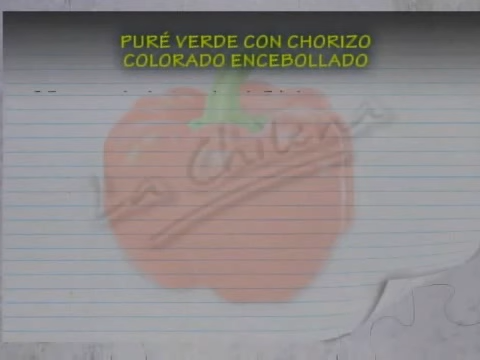 PURÉ VERDE CON CHORIZO
COLORADO ENCEBOLLADO
La Chilena